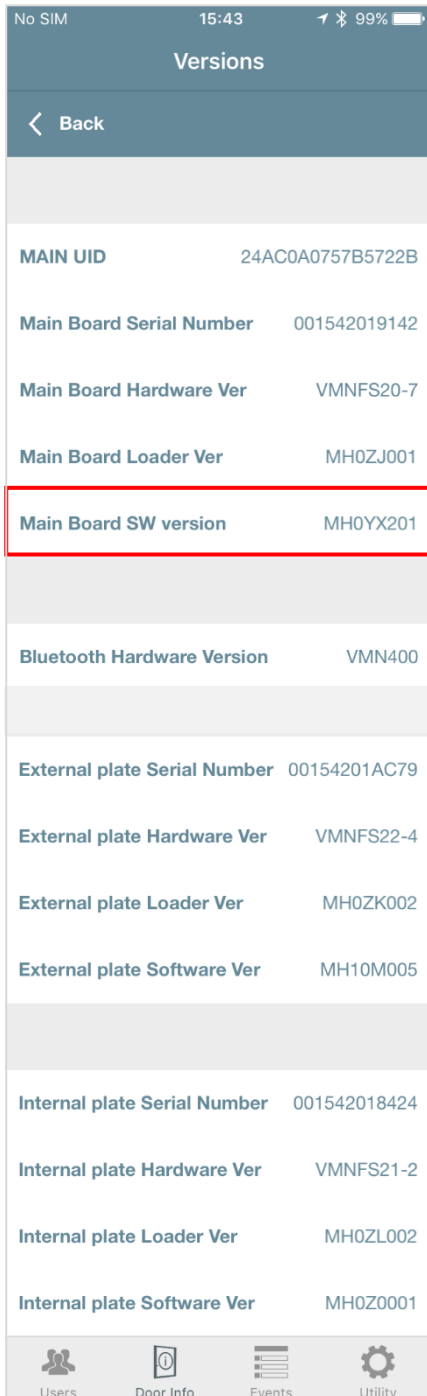 No SIM 15:43 99%
Versions
Back
MAIN UID 24AC0A0757B5722B
Main Board Serial Number 001542019142
Main Board Hardware Ver VMNFS20-7
Main Board Loader Ver MH0ZJ001
Main Board SW version MH0YX201
Bluetooth Hardware Version VMN400
External plate Serial Number 00154201AC79
External plate Hardware Ver VMNFS22-4
External plate Loader Ver MH0ZK002
External plate Software Ver MH10M005
Internal plate Serial Number 001542018424
Internal plate Hardware Ver VMNFS21-2
Internal plate Loader Ver MH0ZL002
Internal plate Software Ver MH0Z0001
Users Door Info Events Utility